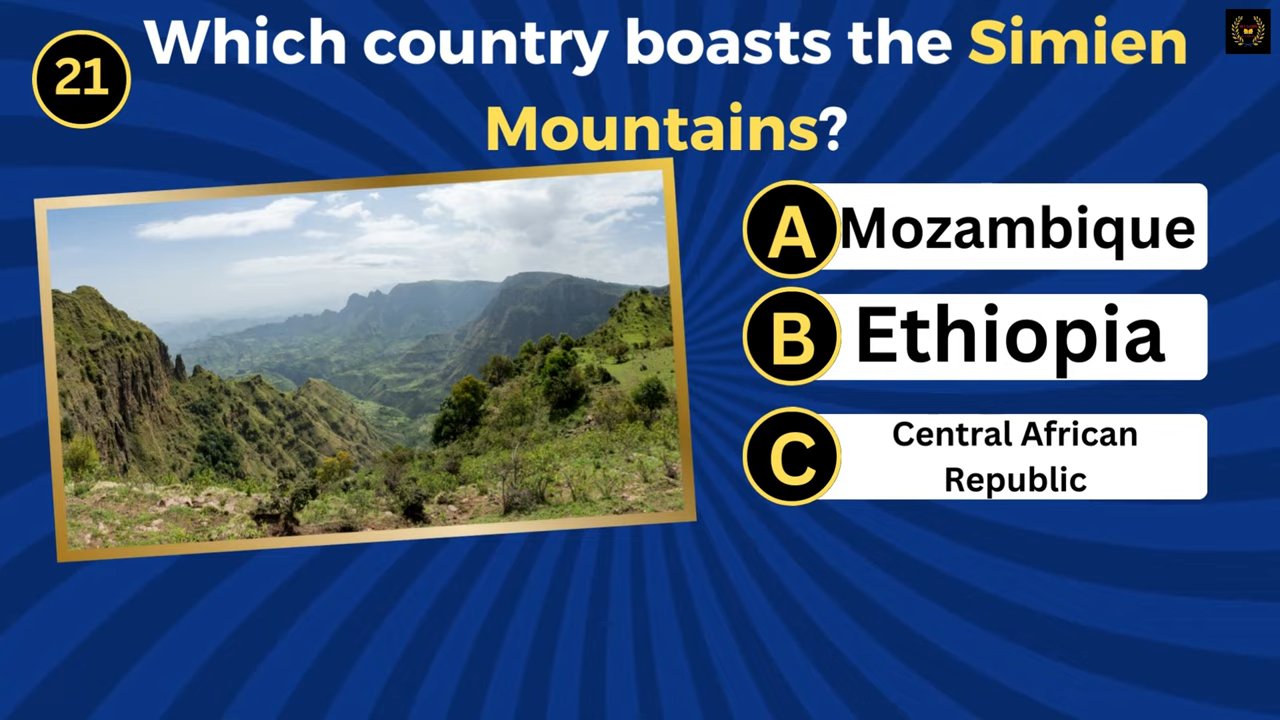 21
Which country boasts the Simien
Mountains?
A Mozambique
B Ethiopia
C Central African
Republic